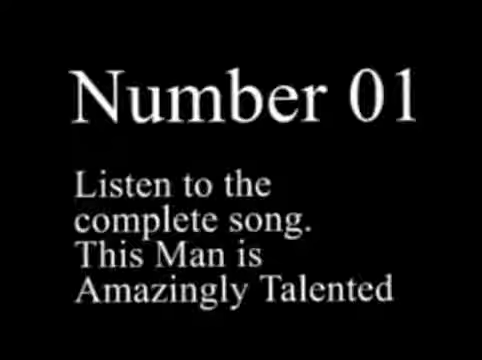 Number 01
Listen to the
complete song.
This Man is
Amazingly Talented